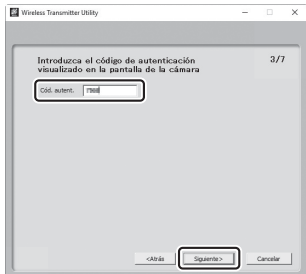 Wireless Transmitter Utility
Introduzca el código de autenticación 3/7
visualizado en la pantalla de la cámara
Cód. autent.
<Atrás Siguiente> Cancelar